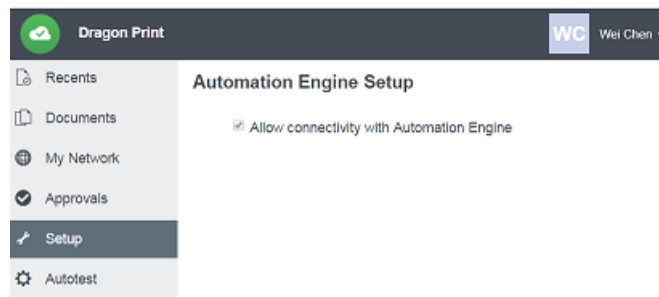 Dragon Print
WC Wei Chen
Recents
Automation Engine Setup
Documents
Allow connectivity with Automation Engine
My Network
Approvals
Setup
Autotest